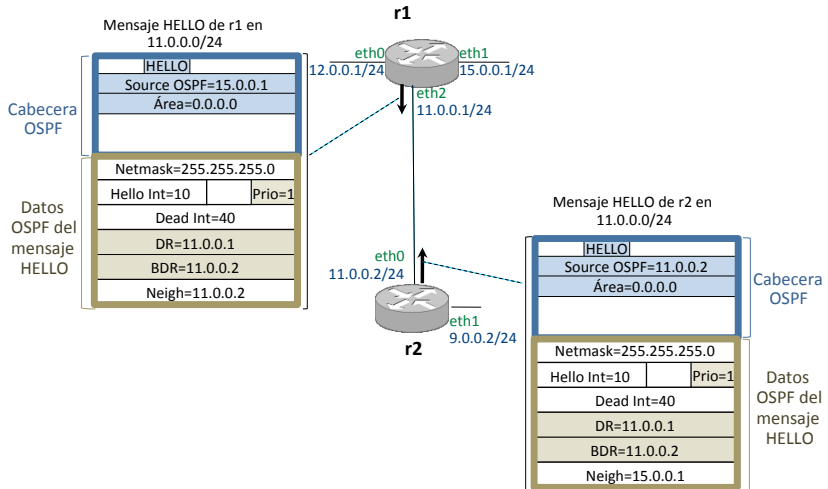 r1
Mensaje HELLO de r1 en
11.0.0.0/24
HELLO
Source OSPF=15.0.0.1
Área=0.0.0.0
Cabecera
OSPF
Netmask=255.255.255.0
Hello Int=10 Prio=1
Dead Int=40
DR=11.0.0.1
BDR=11.0.0.2
Neigh=11.0.0.2
Datos
OSPF del
mensaje
HELLO
eth0
12.0.0.1/24
eth1
15.0.0.1/24
eth2
11.0.0.1/24
eth0
11.0.0.2/24
eth1
9.0.0.2/24
r2
Mensaje HELLO de r2 en
11.0.0.0/24
HELLO
Source OSPF=11.0.0.2
Área=0.0.0.0
Cabecera
OSPF
Netmask=255.255.255.0
Hello Int=10 Prio=1
Dead Int=40
DR=11.0.0.1
BDR=11.0.0.2
Neigh=15.0.0.1
Datos
OSPF del
mensaje
HELLO